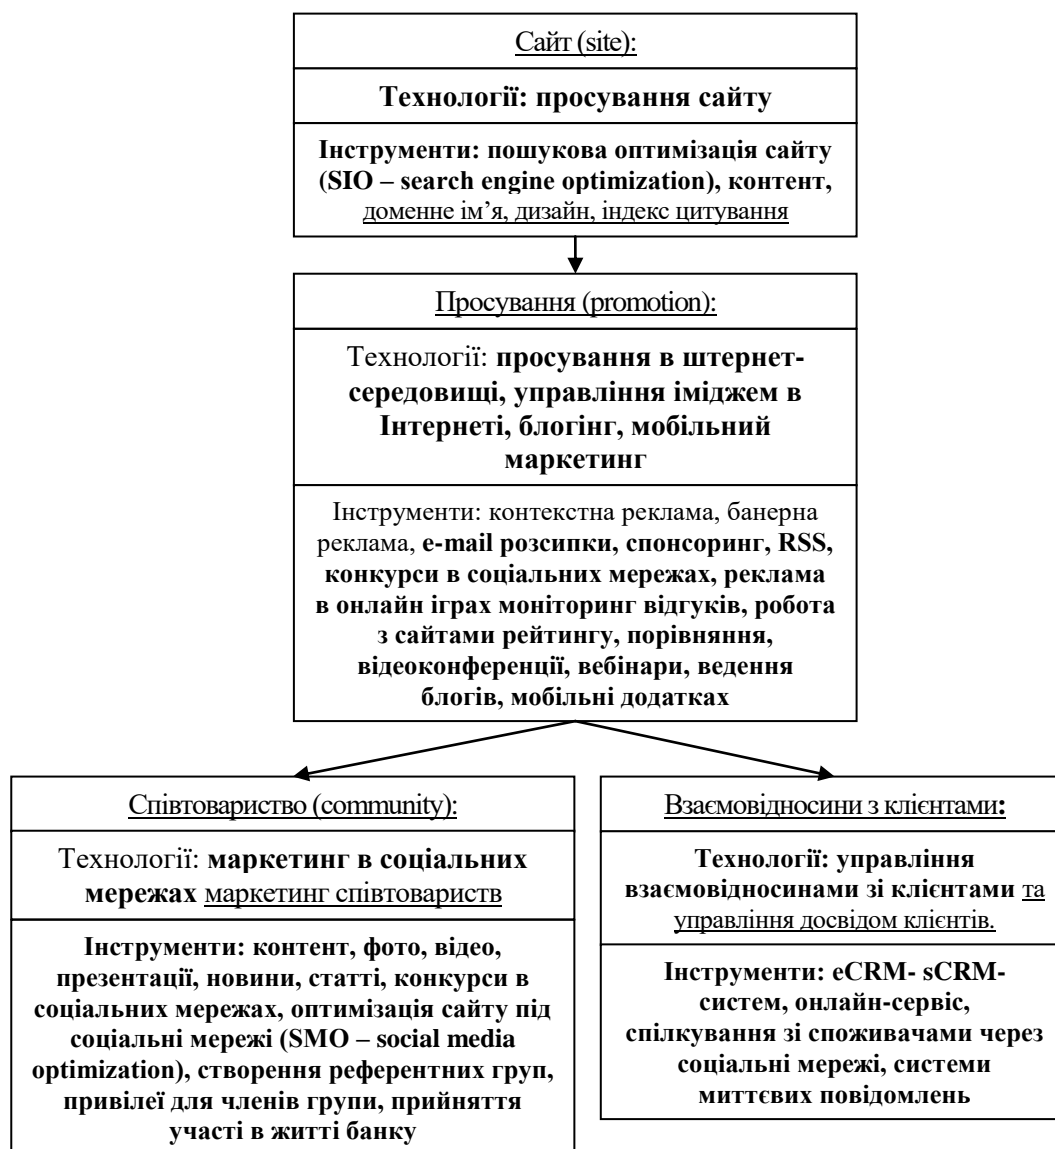 Сайт (site):
Технології: просування сайту
Інструменти: пошукова оптимізація сайту
(SIO – search engine optimization), контент,
доменне ім’я, дизайн, індекс цитування
Просування (promotion):
Технології: просування в штернет-
середовищі, управління іміджем в
Інтернеті, блогінг, мобільний
маркетинг
Інструменти: контекстна реклама, банерна
реклама, e-mail розсипки, спонсоринг, RSS,
конкурси в соціальних мережах, реклама
в онлайн іграх моніторинг відгуків, робота
з сайтами рейтингу, порівняння,
відеоконференції, вебінари, ведення
блогів, мобільні додатках
Співтовариство (community):
Технології: маркетинг в соціальних
мережах маркетинг співтовариств
Інструменти: контент, фото, відео,
презентації, новини, статті, конкурси в
соціальних мережах, оптимізація сайту під
соціальні мережі (SMO – social media
optimization), створення референтних груп,
привілеї для членів групи, прийняття
участі в житті банку
Взаємовідносини з клієнтами:
Технології: управління
взаємовідносинами зі клієнтами та
управління досвідом клієнтів.
Інструменти: eCRM- sCRM-
систем, онлайн-сервіс,
спілкування зі споживачами через
соціальні мережі, системи
миттєвих повідомлень